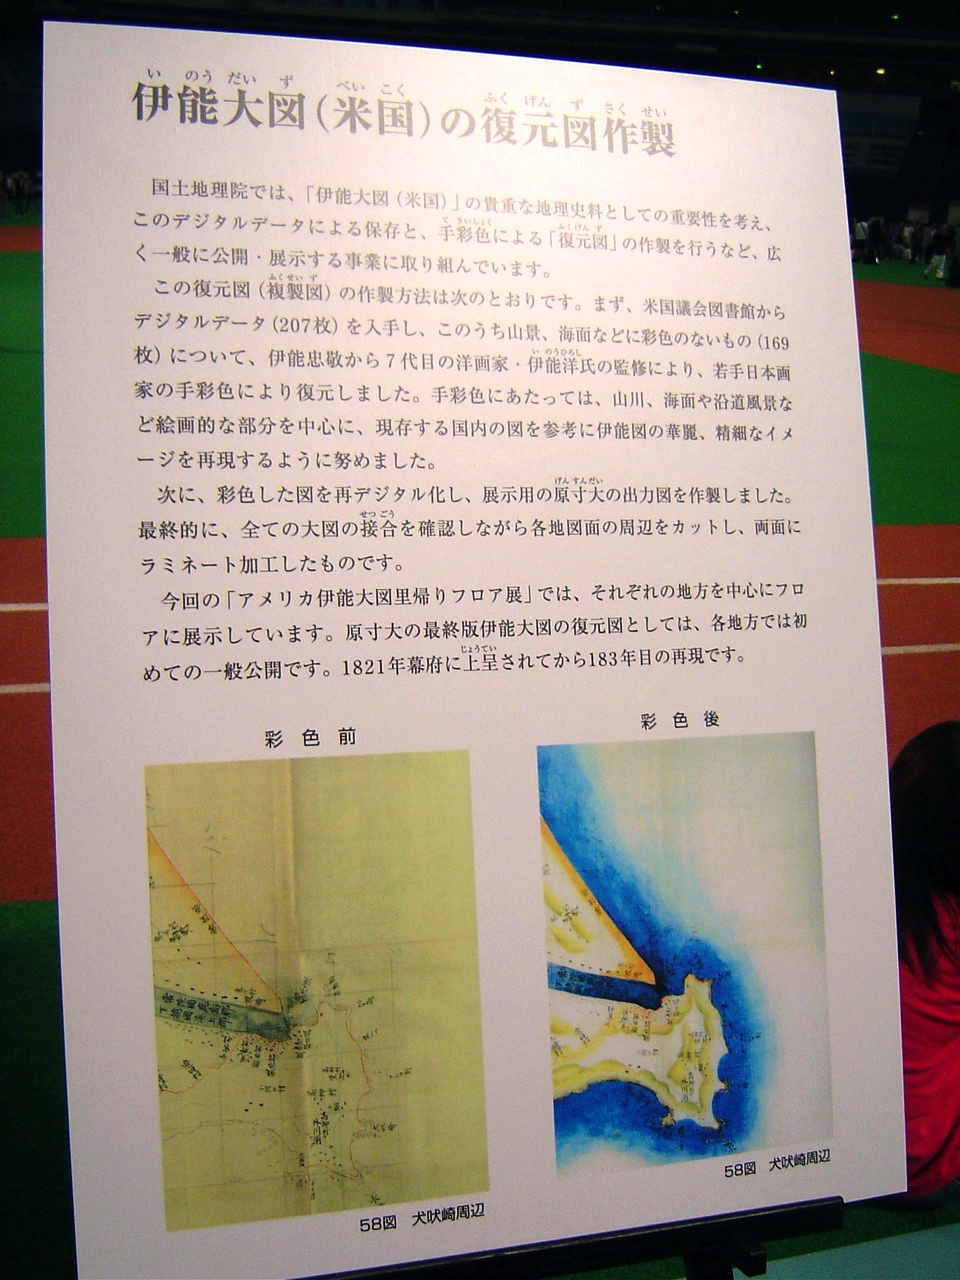 伊能大図(米国)の復元図作製
国土地理院では、「伊能大図(米国)」の貴重な地理史料としての重要性を考え、
このデジタルデータによる保存と、手彩色による「復元図」の作製を行うなど、広
く一般に公開・展示する事業に取り組んでいます。
この復元図(複製図)の作製方法は次のとおりです。まず、米国議会図書館から
デジタルデータ(207枚)を入手し、このうち山景、海面などに彩色のないもの(169
枚)について、伊能忠敬から7代目の洋画家・伊能洋氏の監修により、若手日本画
家の手彩色により復元しました。手彩色にあたっては、山川、海面や沿道風景な
ど絵画的な部分を中心に、現存する国内の図を参考に伊能図の華麗、精細なイメ
ージを再現するように努めました。
次に、彩色した図を再デジタル化し、展示用の原寸大の出力図を作製しました。
最終的に、全ての大図の接合を確認しながら各地図面の周辺をカットし、両面に
ラミネート加工したものです。
今回の「アメリカ伊能大図里帰りフロア展」では、それぞれの地方を中心にフロ
アに展示しています。原寸大の最終版伊能大図の復元図としては、各地方では初
めての一般公開です。1821年幕府に上呈されてから183年目の再現です。
彩色前
彩色後
58図 犬吠崎周辺
58図 犬吠崎周辺